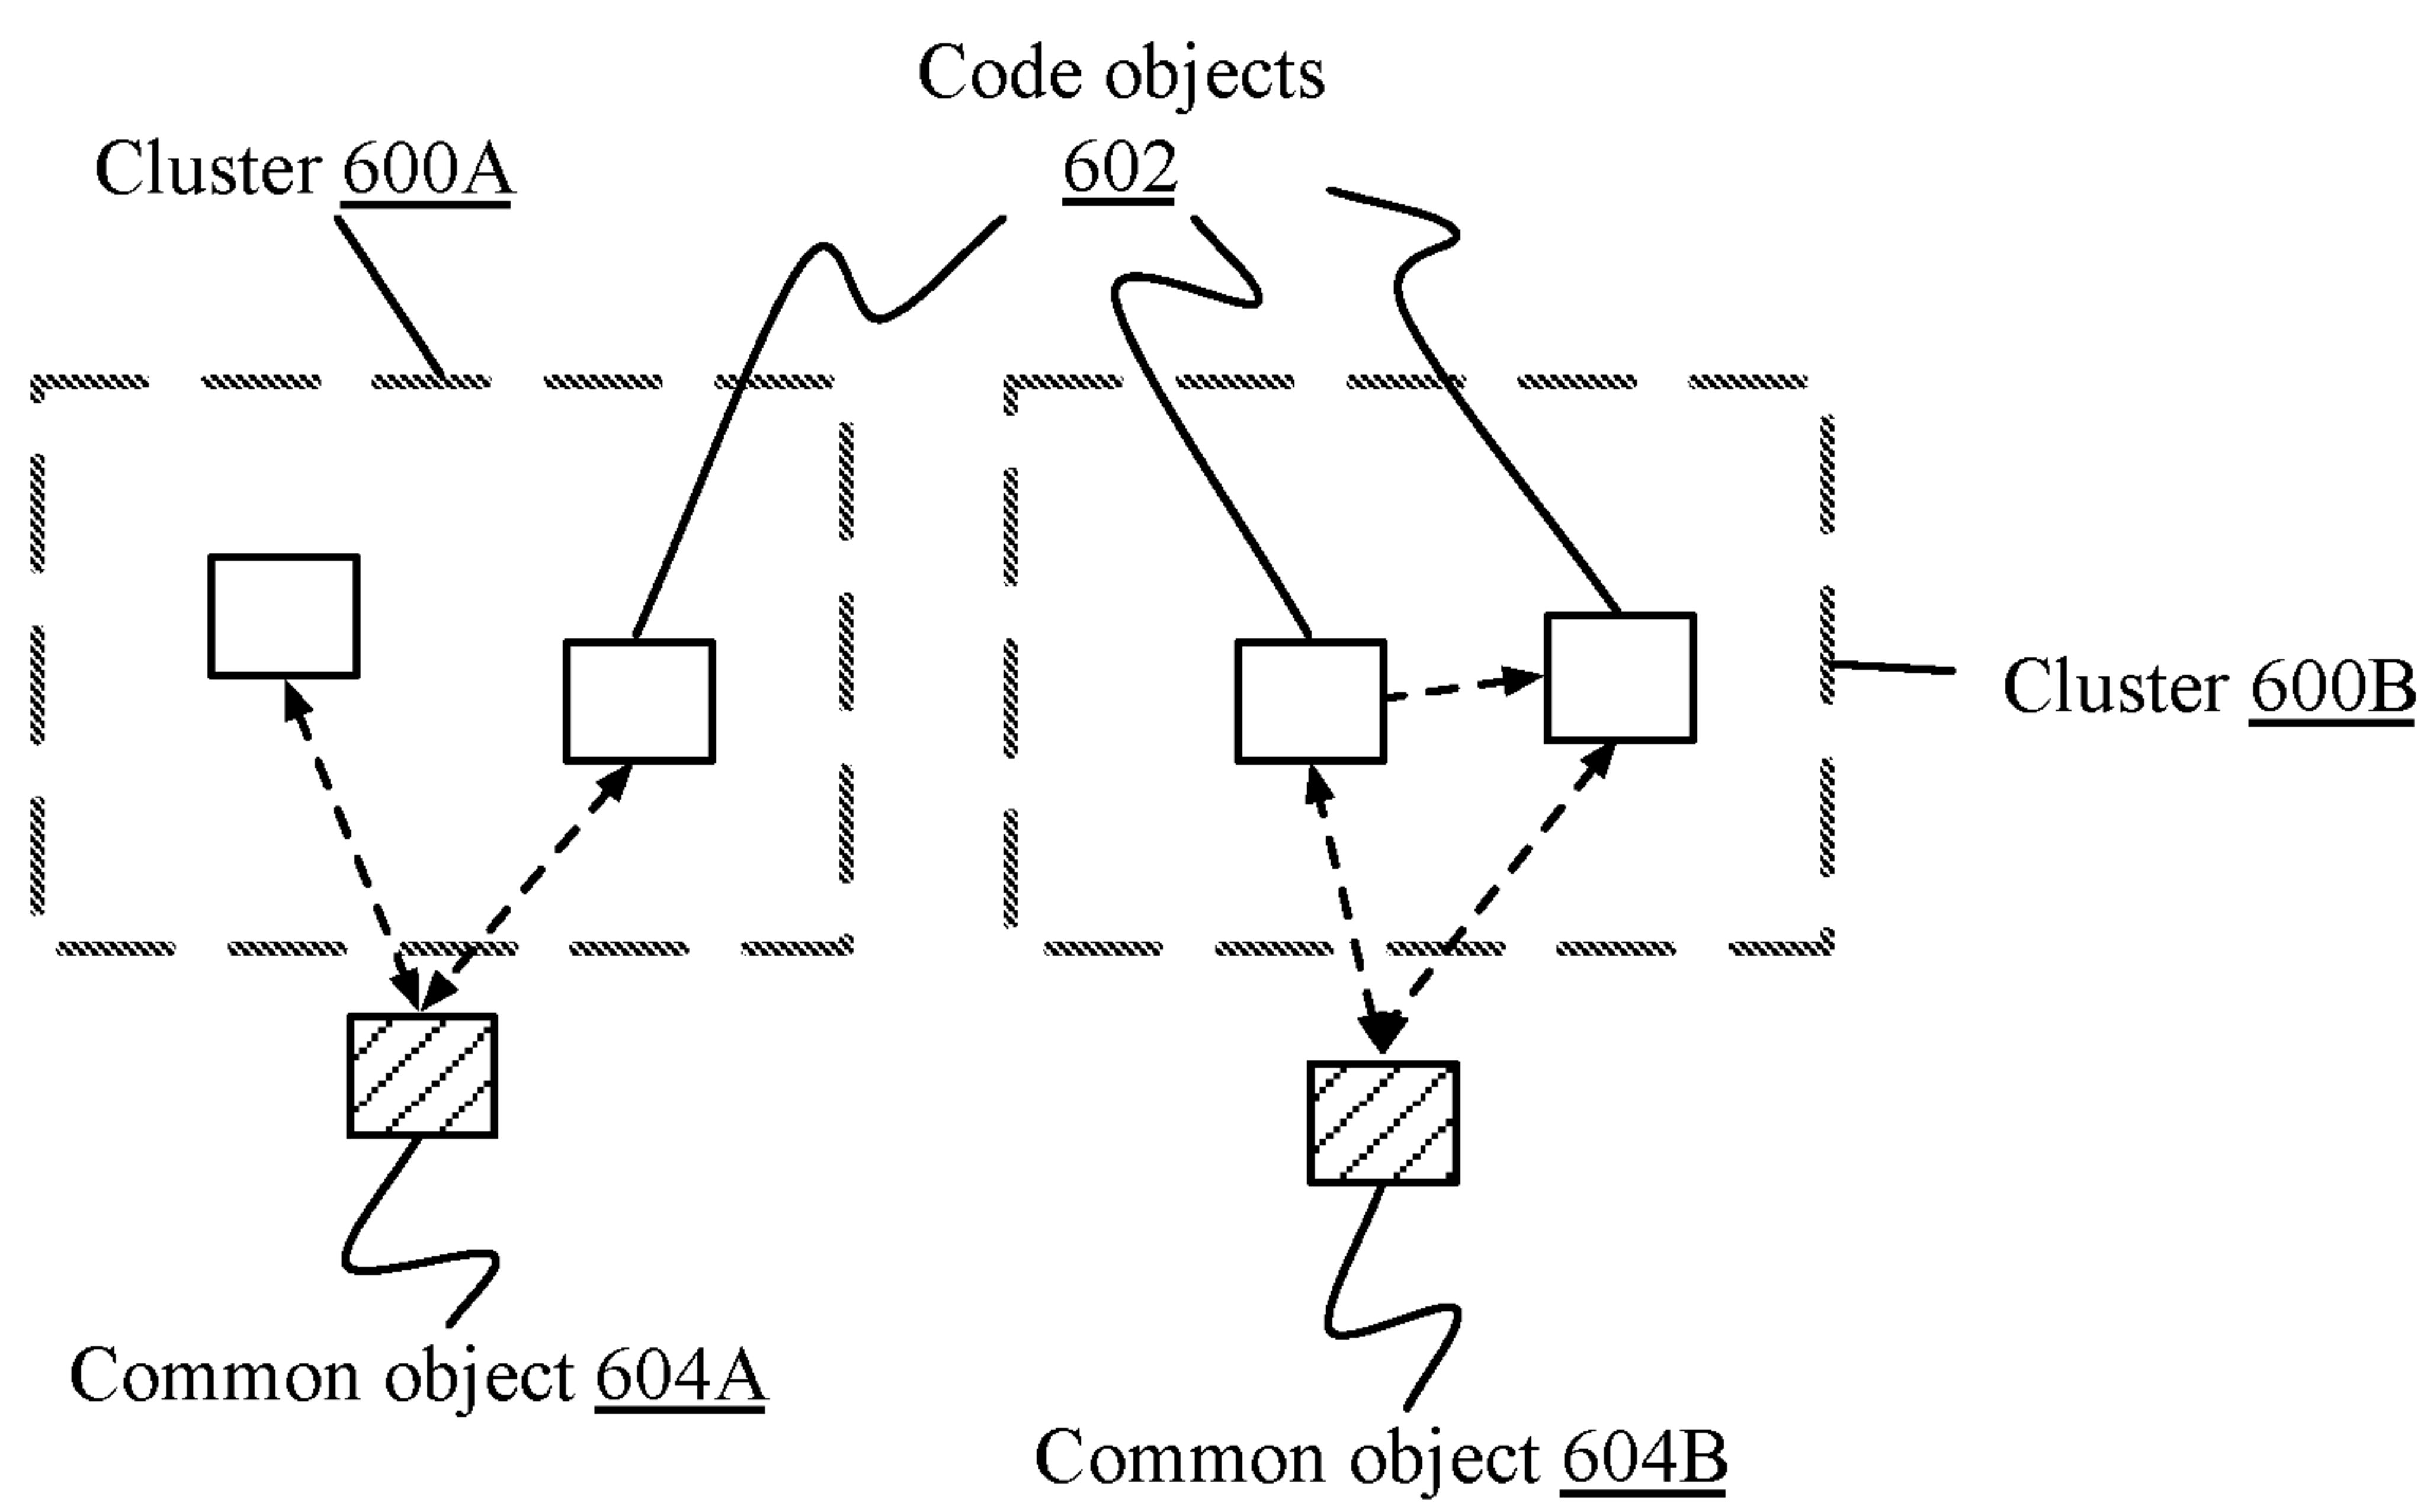 Code objects
602
Cluster 600A
Cluster 600B
Common object 604A
Common object 604B